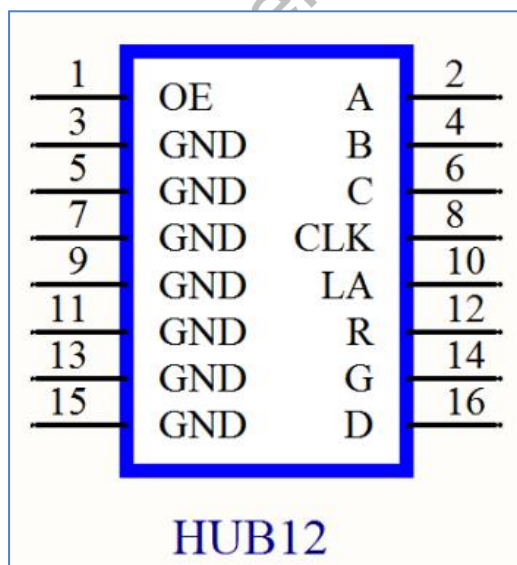 1 OE A 2
3 GND B 4
5 GND C 6
7 GND CLK 8
9 GND LA 10
11 GND R 12
13 GND G 14
15 GND D 16
HUB12